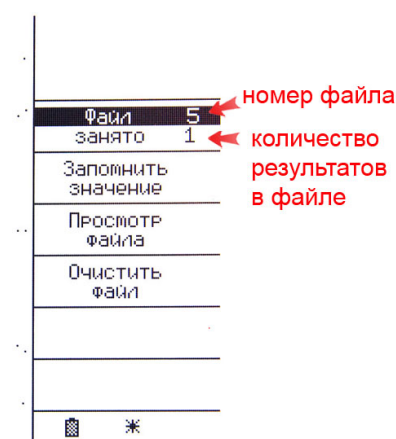 Файл 5
занято 1
Запомнить
значение
Просмотр
файла
Очистить
файл
номер файла
количество
результатов
в файле